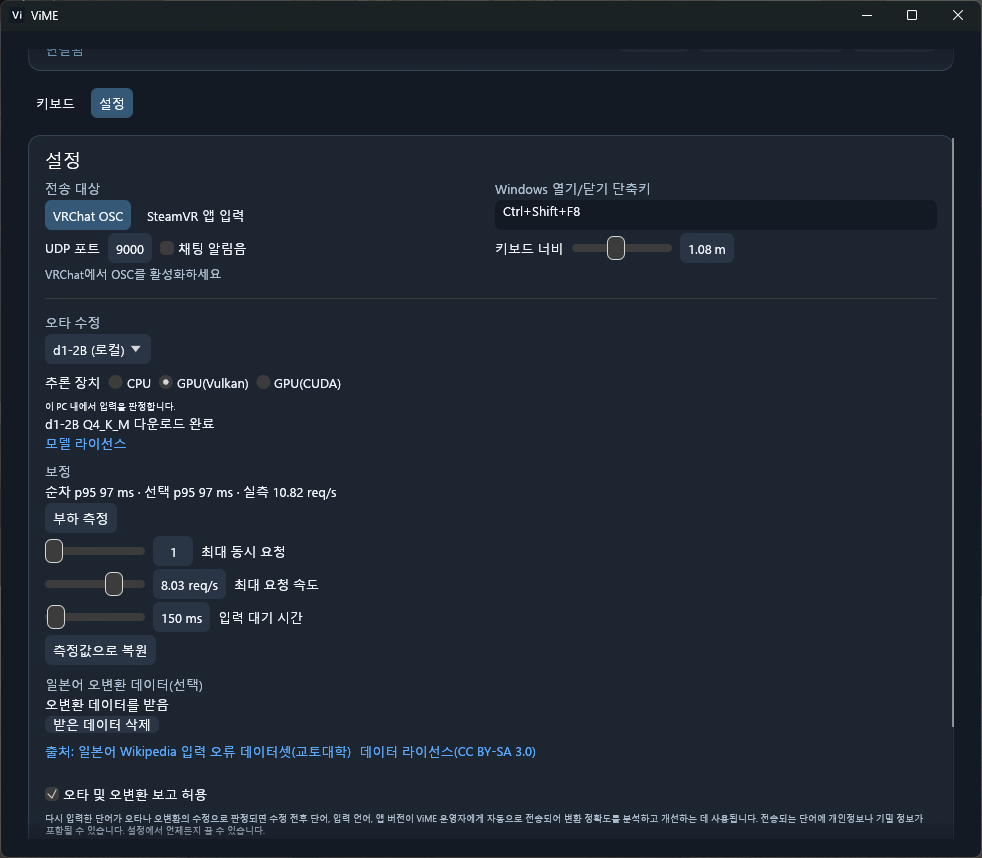 Vi ViME
연결됨
키보드 설정
설정
전송 대상
VRChat OSC SteamVR 앱 입력
UDP 포트 9000 채팅 알림음
VRChat에서 OSC를 활성화하세요
Windows 열기/닫기 단축키
Ctrl+Shift+F8
키보드 너비 1.08 m
오타 수정
d1-2B (로컬)
추론 장치 CPU GPU(Vulkan) GPU(CUDA)
이 PC 내에서 입력을 판정합니다.
d1-2B Q4_K_M 다운로드 완료
모델 라이선스
보정
순차 p95 97 ms · 선택 p95 97 ms · 실측 10.82 req/s
부하 측정
1 최대 동시 요청
8.03 req/s 최대 요청 속도
150 ms 입력 대기 시간
측정값으로 복원
일본어 오변환 데이터(선택)
오변환 데이터를 받음
받은 데이터 삭제
출처: 일본어 Wikipedia 입력 오류 데이터셋(교토대학) 데이터 라이선스(CC BY-SA 3.0)
오타 및 오변환 보고 허용
다시 입력한 단어가 오타나 오변환의 수정으로 판정되면 수정 전후 단어, 입력 언어, 앱 버전이 ViME 운영자에게 자동으로 전송되어 변환 정확도를 분석하고 개선하는 데 사용됩니다. 전송되는 단어에 개인정보나 기밀 정보가
포함될 수 있습니다. 설정에서 언제든지 끌 수 있습니다.